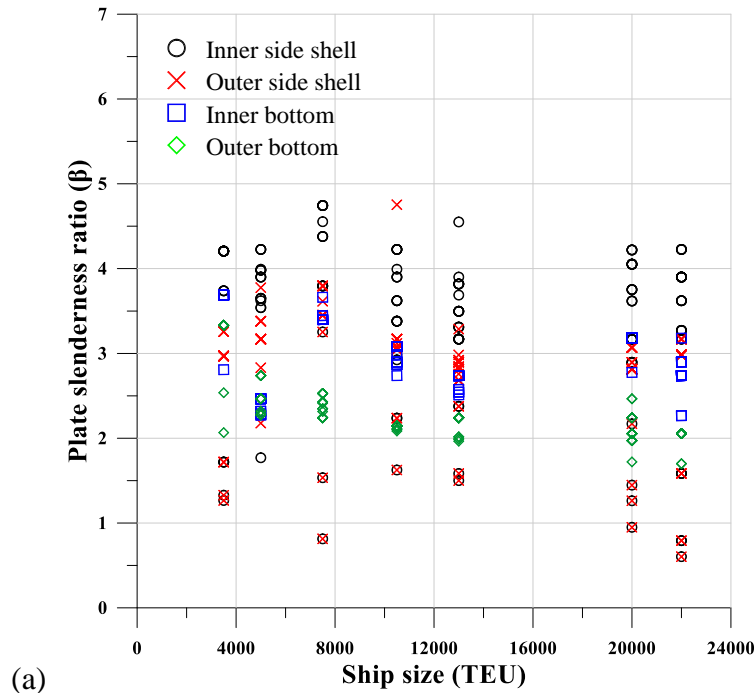 7
6
5
4
3
2
1
0
Plate slenderness ratio (β)
Inner side shell
Outer side shell
Inner bottom
Outer bottom
0 4000 8000 12000 16000 20000 24000
Ship size (TEU)
(a)